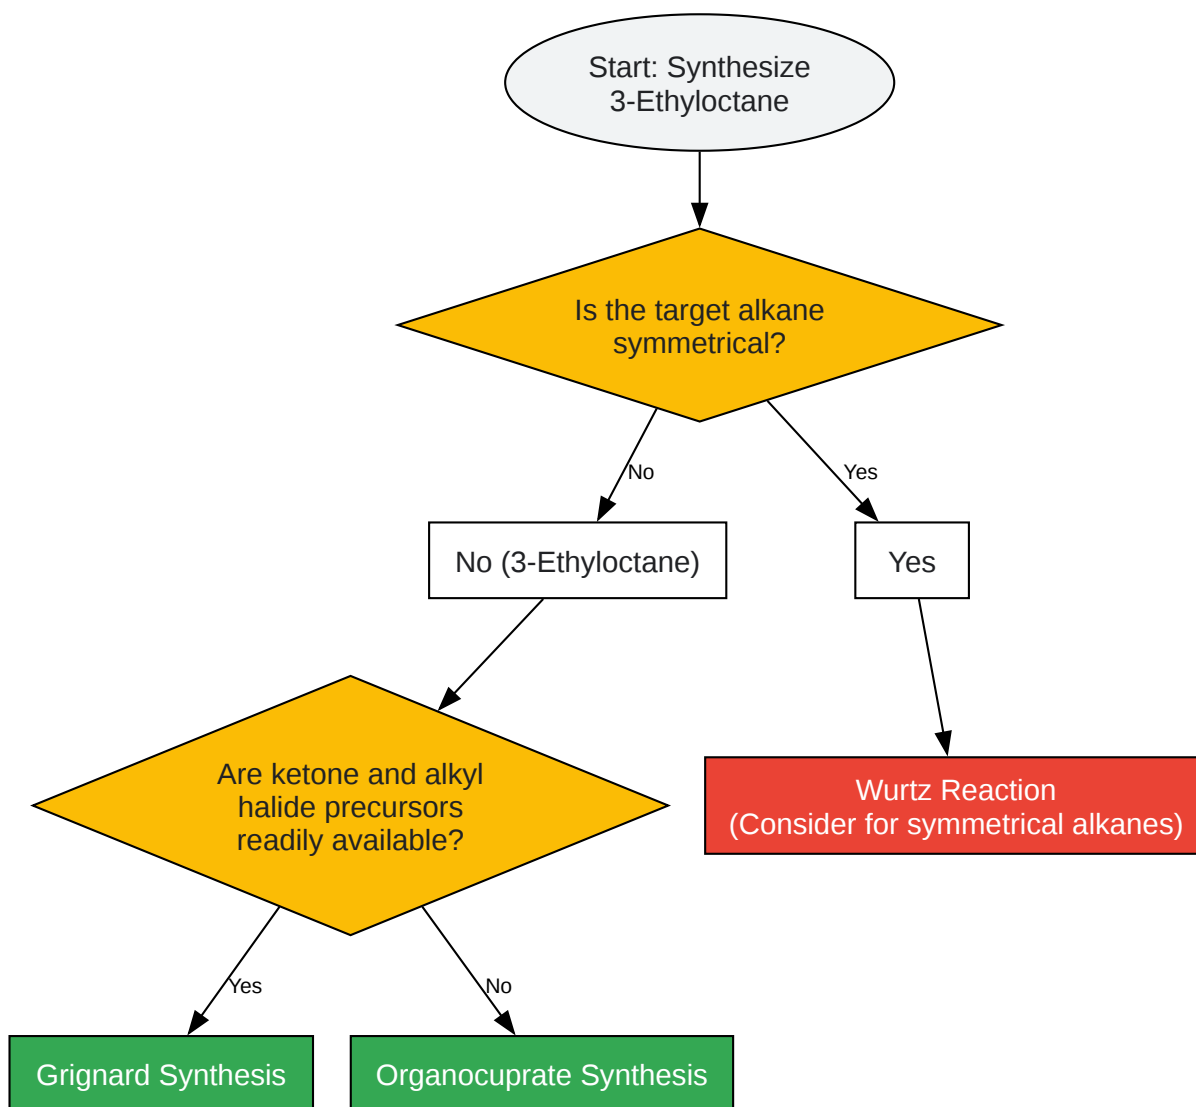 Start: Synthesize
3-Ethyloctane
Is the target alkane
symmetrical?
No
Yes
No (3-Ethyloctane)
Yes
Are ketone and alkyl
halide precursors
readily available?
Wurtz Reaction
(Consider for symmetrical alkanes)
Yes
No
Grignard Synthesis
Organocuprate Synthesis